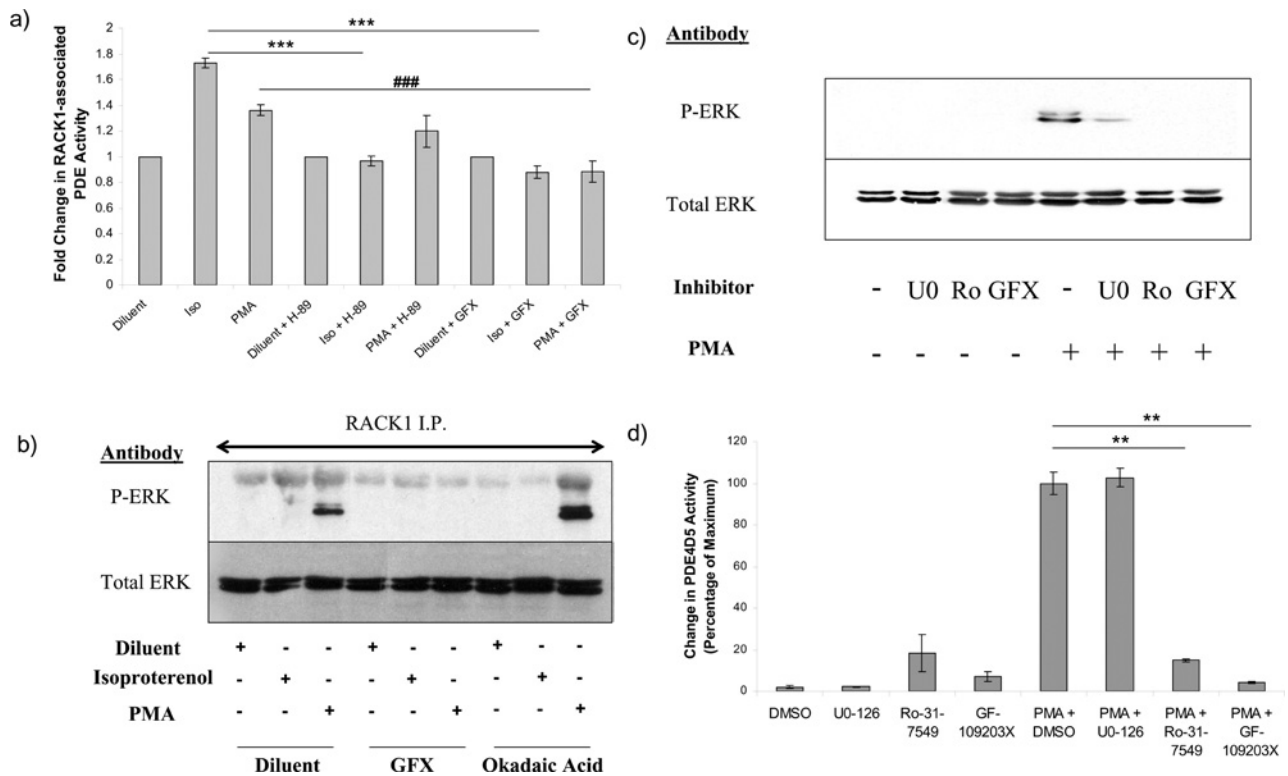 a)
Fold Change in RACK1-associated
PDE Activity
2
1.8
1.6
1.4
1.2
1
0.8
0.6
0.4
0.2
0
***
***
###
Diluent
Iso
PMA
Diluent + H-89
Iso + H-89
PMA + H-89
Diluent + GFX
Iso + GFX
PMA + GFX
b)
RACK1 I.P.
Antibody
P-ERK
Total ERK
Diluent + - - + - - + - -
Isoproterenol - + - - + - - + -
PMA - - + - - + - - +
Diluent GFX Okadaic Acid
c)
Antibody
P-ERK
Total ERK
Inhibitor - U0 Ro GFX - U0 Ro GFX
PMA - - - - + + + +
d)
Change in PDE4D5 Activity
(Percentage of Maximum)
120
100
80
60
40
20
0
**
**
DMSO
U0-126
Ro-31-
7549
GF-
109203X
PMA +
DMSO
PMA +
U0-126
PMA +
Ro-31-
7549
PMA +
GF-
109203X